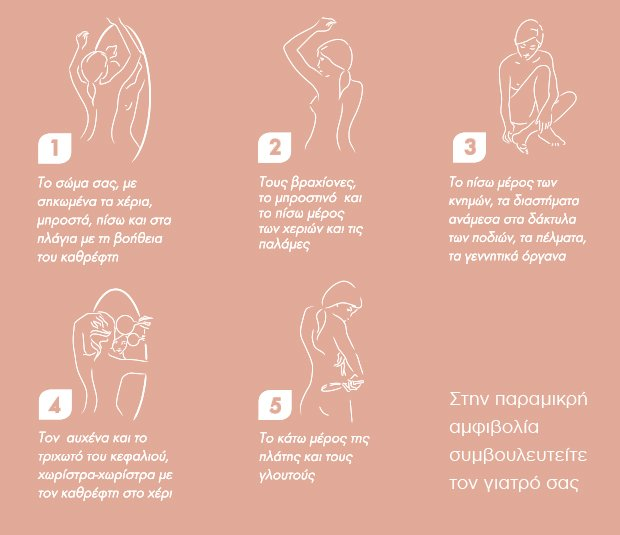 1
Το σώμα σας, με
σηκωμένα τα χέρια,
μπροστά, πίσω και στα
πλάγια με τη βοήθεια
του καθρέφτη
2
Τους βραχίονες,
το μπροστινό και
το πίσω μέρος
των χεριών και τις
παλάμες
3
Το πίσω μέρος των
κνημών, τα διαστήματα
ανάμεσα στα δάκτυλα
των ποδιών, τα πέλματα,
τα γεννητικά όργανα
4
Τον αυχένα και το
τριχωτό του κεφαλιού,
χωρίστρα-χωρίστρα με
τον καθρέφτη στο χέρι
5
Το κάτω μέρος της
πλάτης και τους
γλουτούς
Στην παραμικρή
αμφιβολία
συμβουλευτείτε
τον γιατρό σας